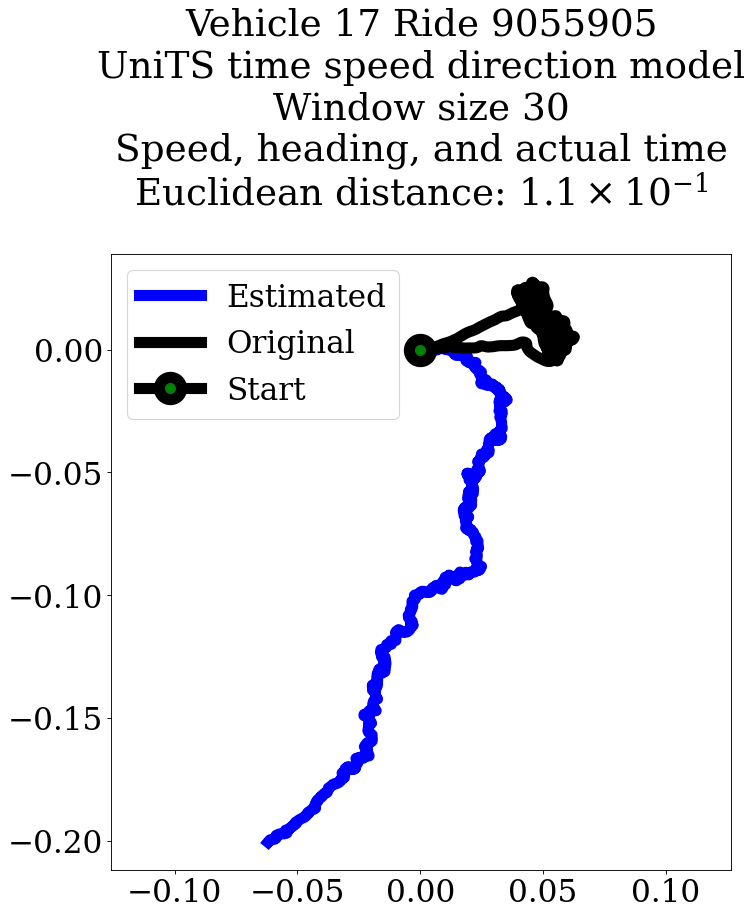 Vehicle 17 Ride 9055905
UniTS time speed direction model
Window size 30
Speed, heading, and actual time
Euclidean distance: 1.1 × 10⁻¹
Estimated
Original
Start
0.00
−0.05
−0.10
−0.15
−0.20
−0.10 −0.05 0.00 0.05 0.10